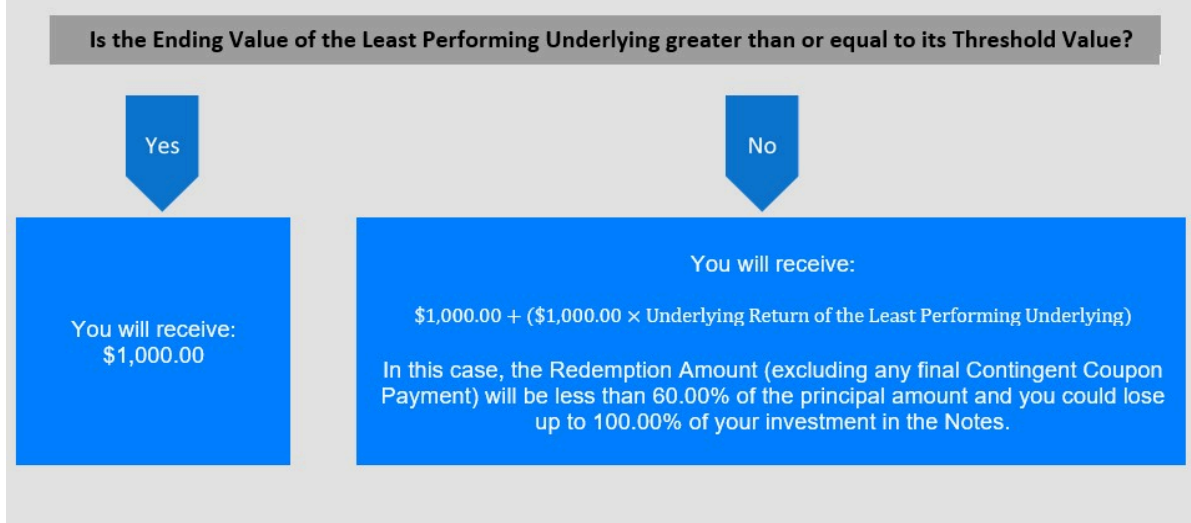 Is the Ending Value of the Least Performing Underlying greater than or equal to its Threshold Value?
Yes
No
You will receive:
$1,000.00
You will receive:
$1,000.00 + ($1,000.00 × Underlying Return of the Least Performing Underlying)
In this case, the Redemption Amount (excluding any final Contingent Coupon
Payment) will be less than 60.00% of the principal amount and you could lose
up to 100.00% of your investment in the Notes.